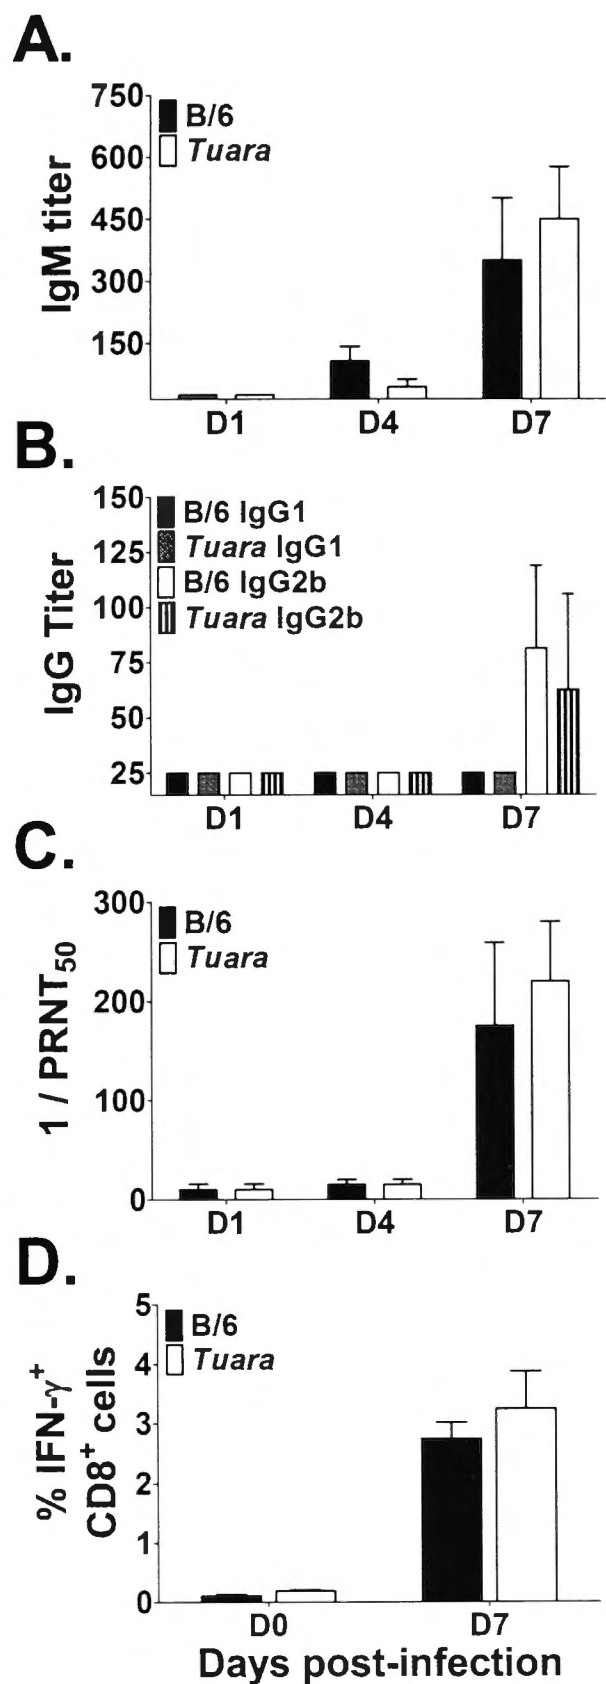 A.
IgM titer
750
600
450
300
150
B/6
Tuara
D1 D4 D7
B.
IgG Titer
150
125
100
75
50
25
B/6 IgG1
Tuara IgG1
B/6 IgG2b
Tuara IgG2b
D1 D4 D7
C.
1 / PRNT50
300
200
100
0
B/6
Tuara
D1 D4 D7
D.
% IFN-γ+
CD8+ cells
5
4
3
2
1
0
B/6
Tuara
D0 D7
Days post-infection